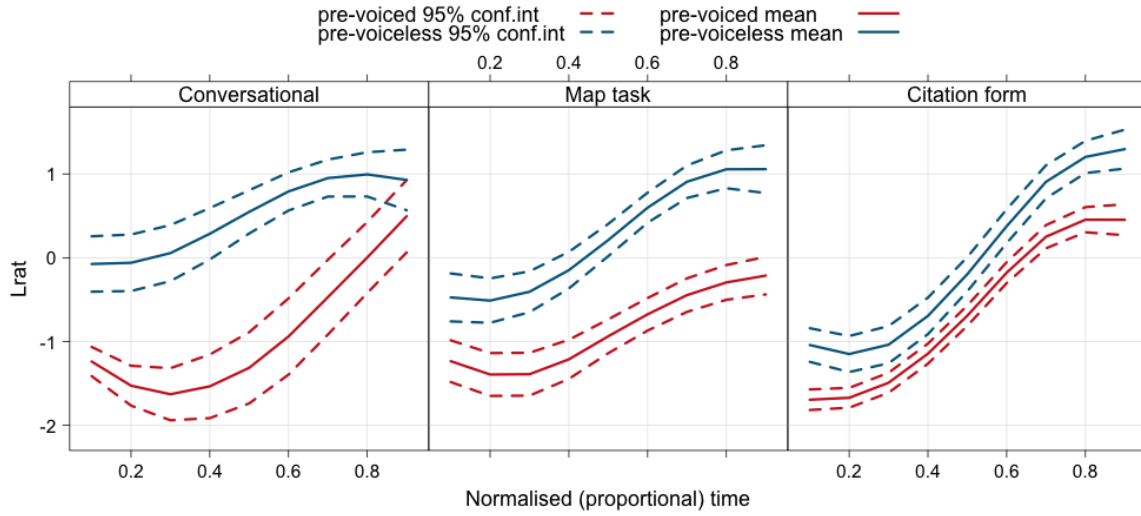 pre-voiced 95% conf.int pre-voiced mean
pre-voiceless 95% conf.int pre-voiceless mean
0.2 0.4 0.6 0.8
Conversational Map task Citation form
1
0
-1
-2
Lrat
0.2 0.4 0.6 0.8 0.2 0.4 0.6 0.8
Normalised (proportional) time